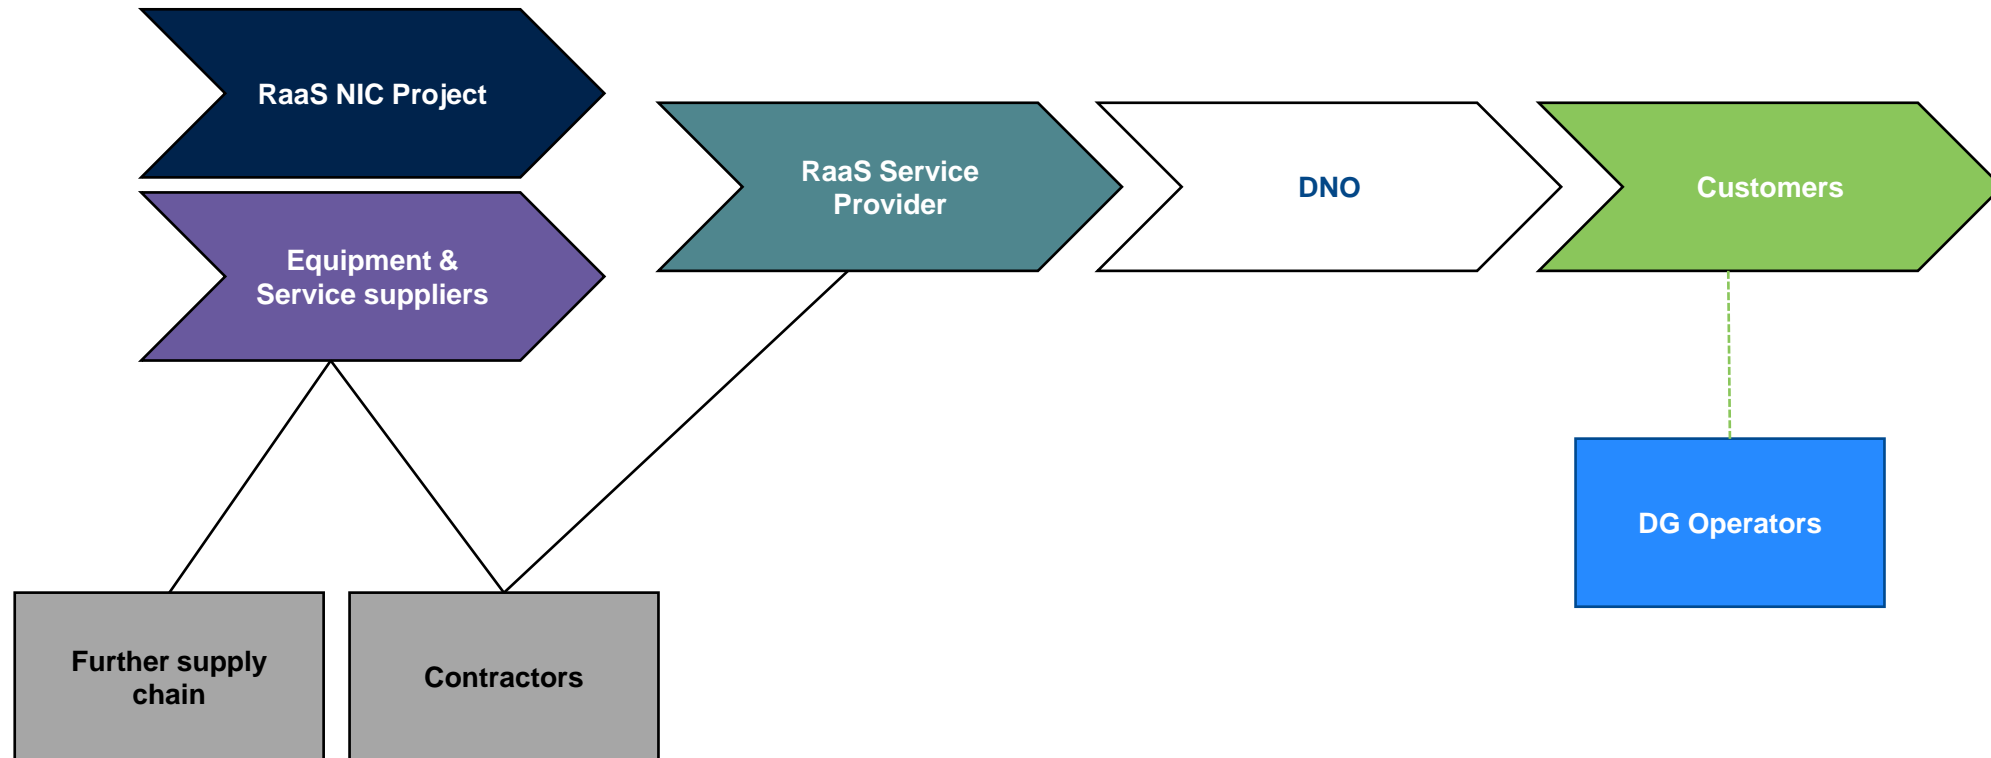 RaaS NIC Project
Equipment &
Service suppliers
RaaS Service
Provider
DNO
Customers
DG Operators
Further supply
chain
Contractors